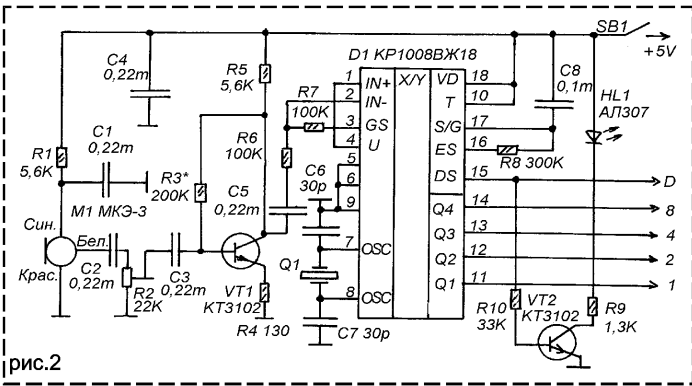 SB1
+5V
D1 КР1008ВЖ18
C4
0,22m
R5
5,6K
R7
100K
1
2
3
4
5
6
9
7
8
IN+
IN-
GS
U
OSC
OSC
X/Y
VD
T
S/G
ES
DS
Q4
Q3
Q2
Q1
18
10
17
16
15
14
13
12
11
C8
0,1m
HL1
АЛ307
R8 300K
D
8
4
2
1
R1
5,6K
C1
0,22m
M1 МКЭ-3
R3*
200K
R6
100K
C5
0,22m
C6
30p
Син.
Бел.
Крас.
C2
0,22m
R2
22K
C3
0,22m
VT1
КТ3102
R4 130
Q1
C7 30p
R10
33K
VT2
КТ3102
R9
1,3K
рис.2